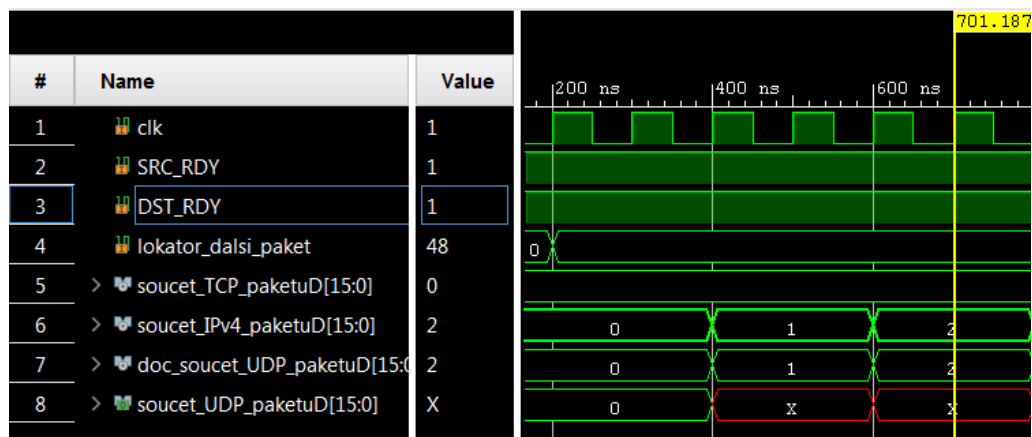 701.187
# Name Value
200 ns 400 ns 600 ns
1 clk 1
2 SRC_RDY 1
3 DST_RDY 1
4 lokator_dalsi_paket 48 0
5 > soucet_TCP_paketuD[15:0] 0
6 > soucet_IPv4_paketuD[15:0] 2 0 1 2
7 > doc_soucet_UDP_paketuD[15:0 2 0 1 2
8 > soucet_UDP_paketuD[15:0] X 0 X X